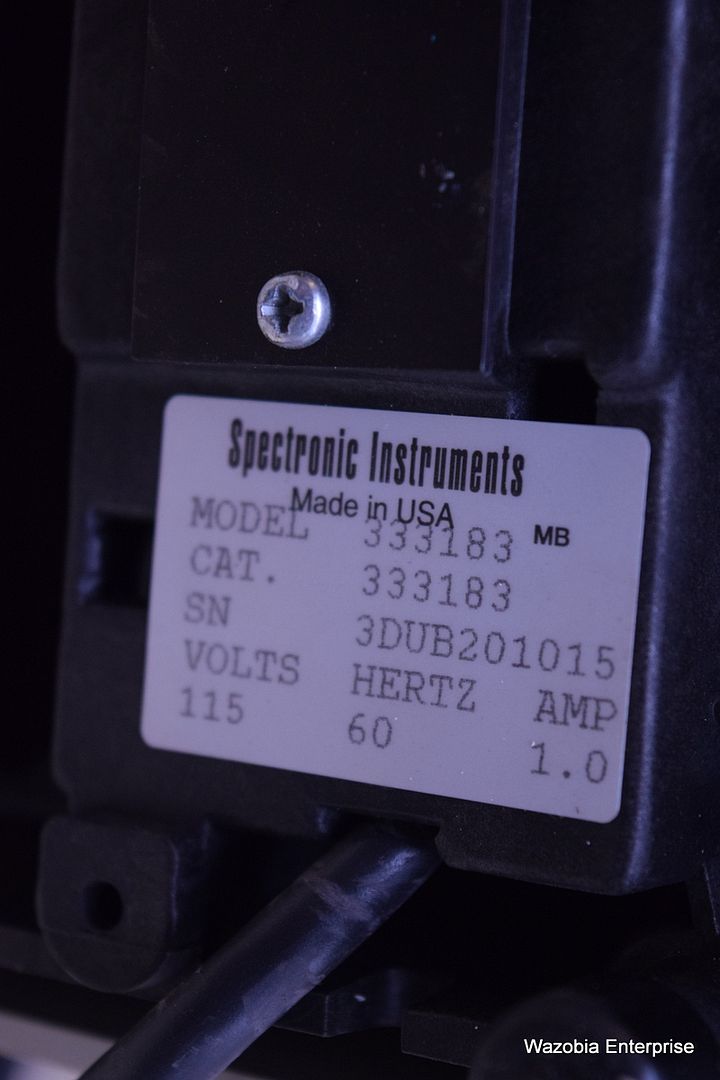 Spectronic Instruments
Made in USA
MODEL 333183 MB
CAT. 333183
SN 3DUB201015
VOLTS HERTZ AMP
115 60 1.0
Wazobia Enterprise